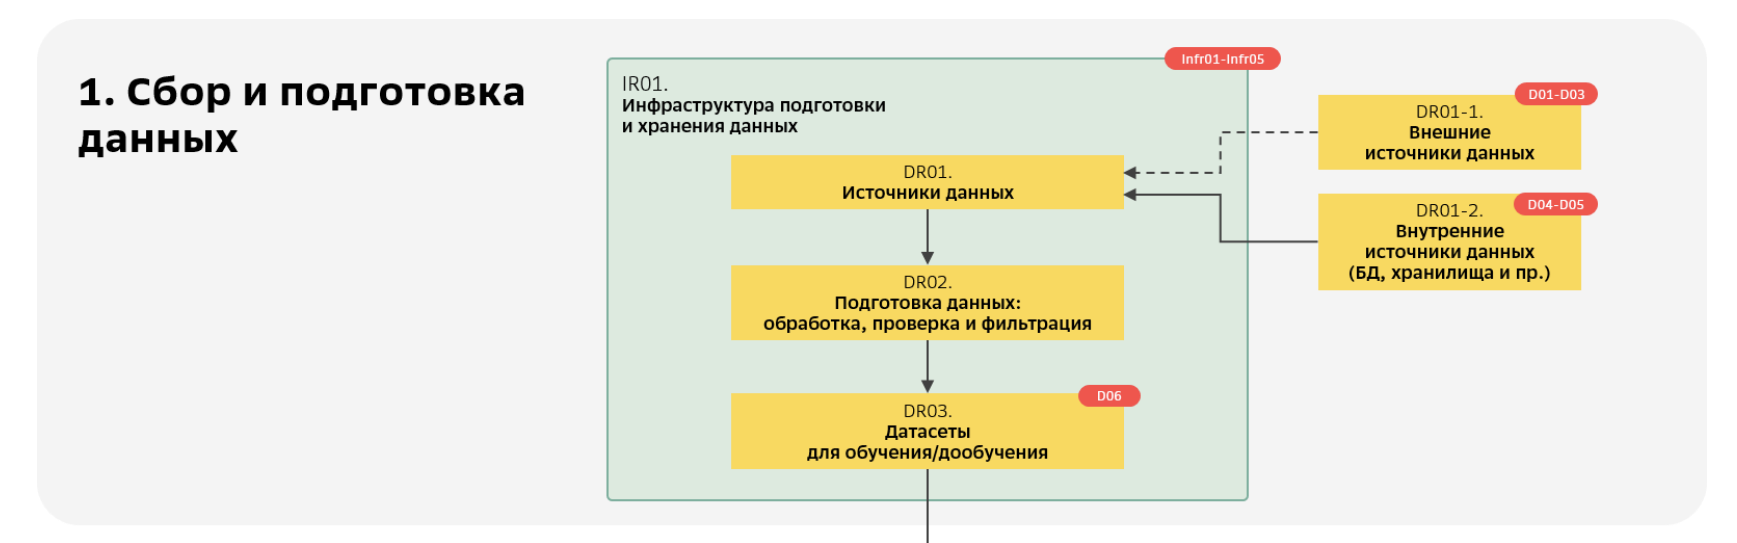 1. Сбор и подготовка
данных
Infr01-Infr05
IR01.
Инфраструктура подготовки
и хранения данных
DR01.
Источники данных
DR02.
Подготовка данных:
обработка, проверка и фильтрация
D06
DR03.
Датасеты
для обучения/дообучения
D01-D03
DR01-1.
Внешние
источники данных
D04-D05
DR01-2.
Внутренние
источники данных
(БД, хранилища и пр.)